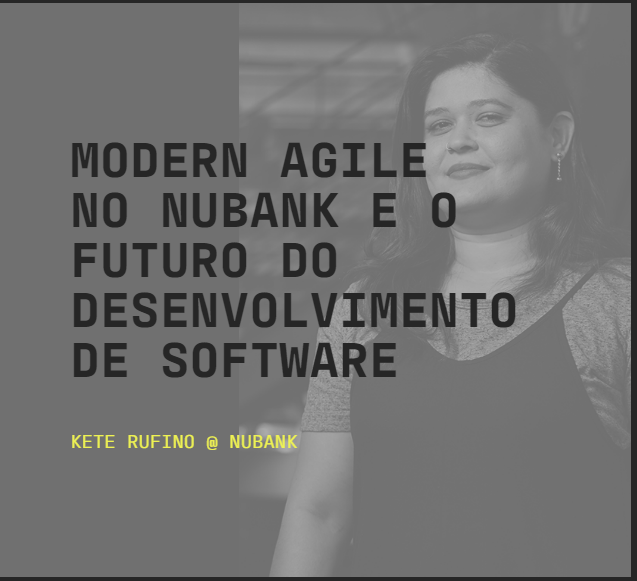 MODERN AGILE
NO NUBANK E O
FUTURO DO
DESENVOLVIMENTO
DE SOFTWARE
KETE RUFINO @ NUBANK